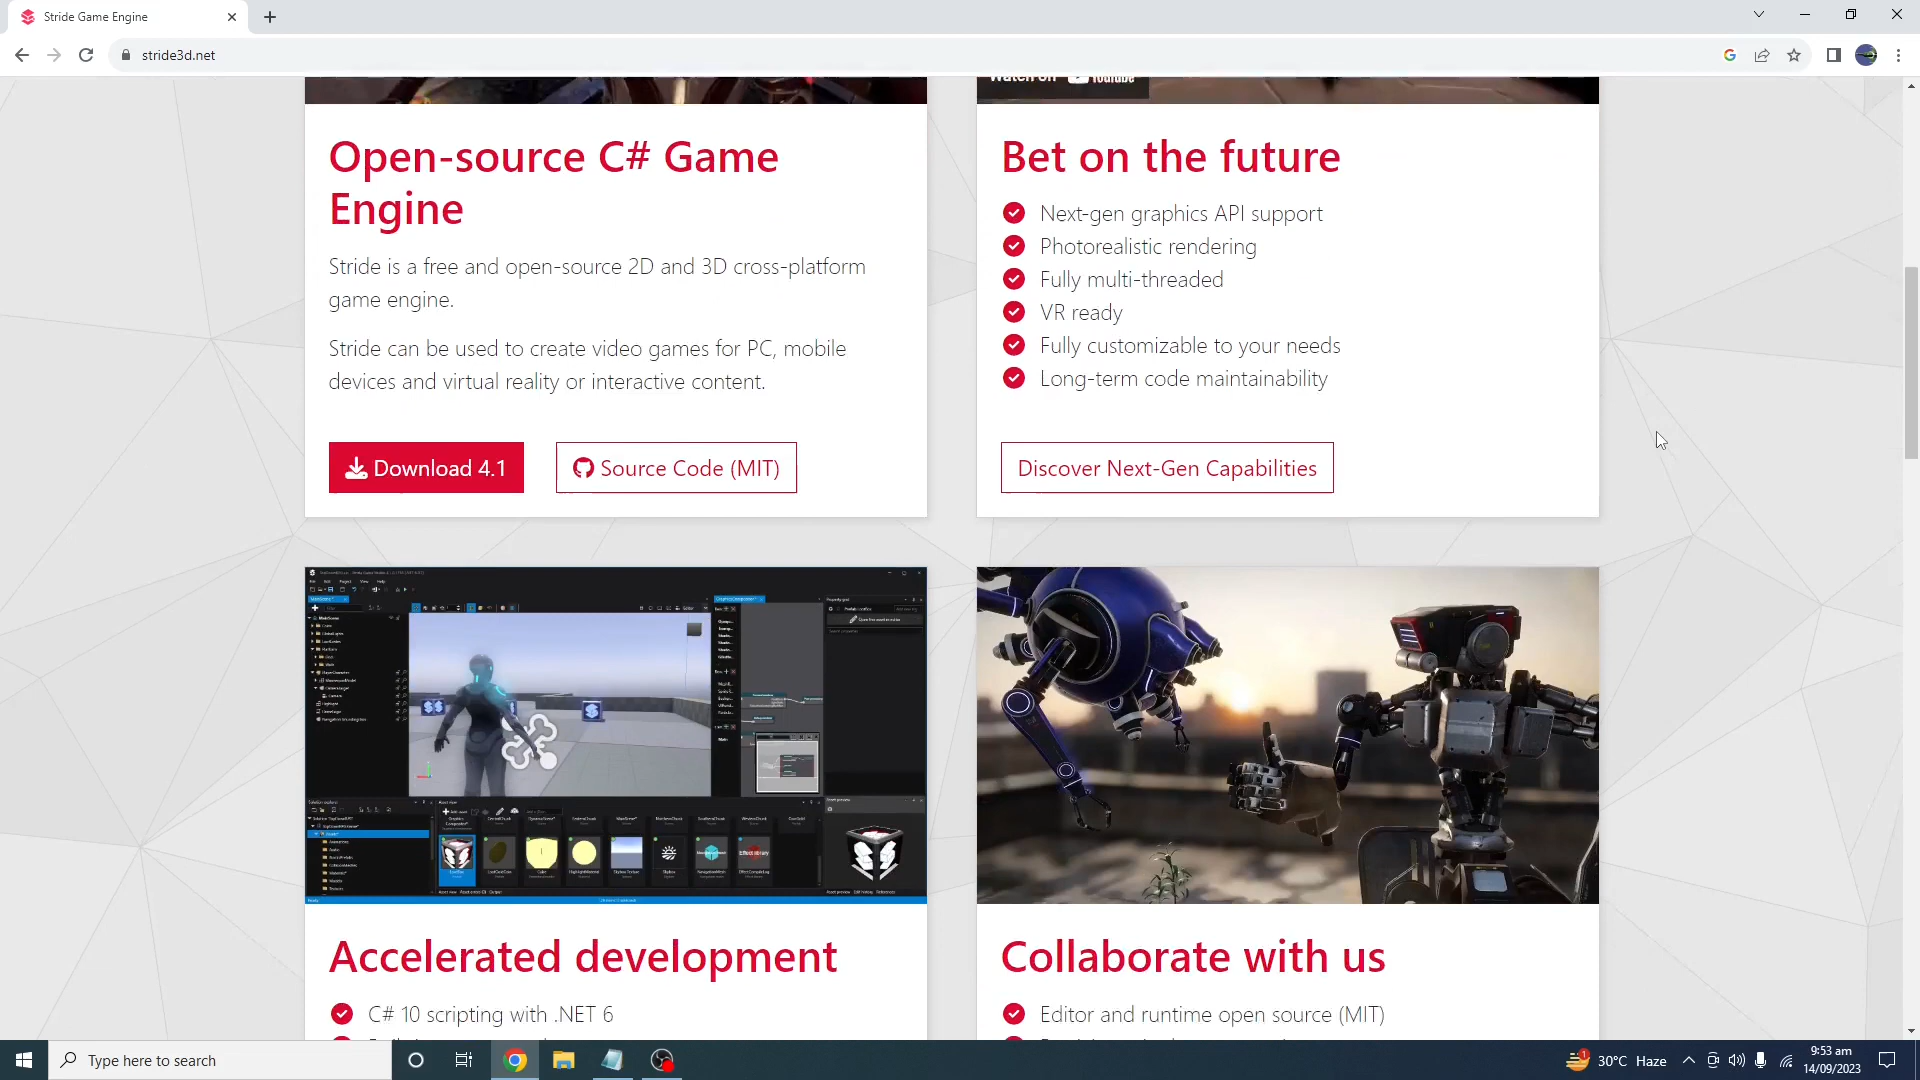 Stride Game Engine
stride3d.net
Watch on YouTube
Open-source C# Game
Engine
Stride is a free and open-source 2D and 3D cross-platform
game engine.
Stride can be used to create video games for PC, mobile
devices and virtual reality or interactive content.
Download 4.1
Source Code (MIT)
Bet on the future
Next-gen graphics API support
Photorealistic rendering
Fully multi-threaded
VR ready
Fully customizable to your needs
Long-term code maintainability
Discover Next-Gen Capabilities
Accelerated development
C# 10 scripting with .NET 6
Collaborate with us
Editor and runtime open source (MIT)
Type here to search
1
30°C Haze
9:53 am
14/09/2023